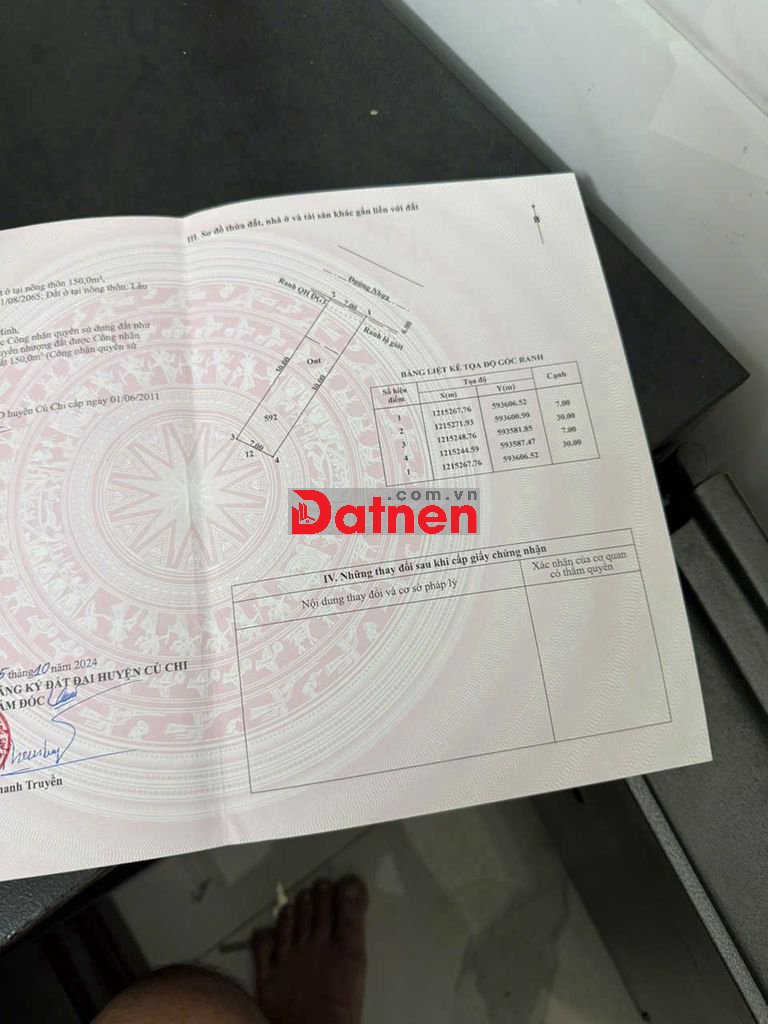 III. Sơ đồ thửa đất, nhà ở và tài sản khác gắn liền với đất
B
ở tại nông thôn 150,0m²,
1/08/2065; Đất ở tại nông thôn: Lâu
Minh.
Công nhận quyền sử dụng đất như
nhượng đất được Công nhận
150,0m² (Công nhận quyền sử
huyện Củ Chi cấp ngày 01/06/2011
Đường Nhựa
Ranh QH ĐGT
2
7.00
1
6.00
Ranh lộ giới
30.00
Ont
30.00
592
3
7.00
12
4
BẢNG LIỆT KÊ TỌA ĐỘ GÓC RANH
Số hiệu điểm
Tọa độ
Cạnh
X(m)
Y(m)
1 1215267.76 593606.52 7.00
2 1215271.93 593600.90 30.00
3 1215248.76 593581.85 7.00
4 1215244.59 593587.47 30.00
1 1215267.76 593606.52
Datnen
.com.vn
IV. Những thay đổi sau khi cấp giấy chứng nhận
Nội dung thay đổi và cơ sở pháp lý
Xác nhận của cơ quan
có thẩm quyền
tháng 10 năm 2024
ĐĂNG KÝ ĐẤT ĐAI HUYỆN CỦ CHI
ĐỐC
Truyền